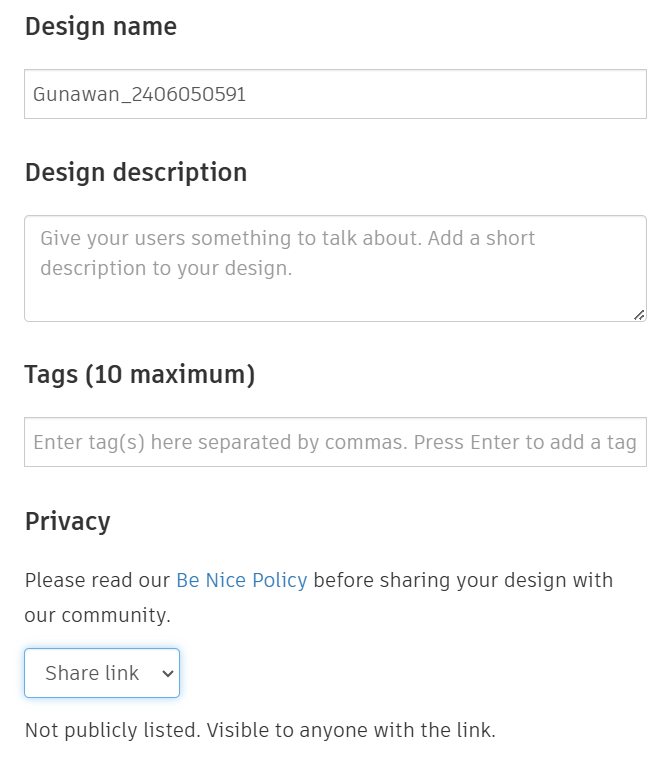 Design name
Gunawan_2406050591
Design description
Give your users something to talk about. Add a short
description to your design.
Tags (10 maximum)
Enter tag(s) here separated by commas. Press Enter to add a tag
Privacy
Please read our Be Nice Policy before sharing your design with
our community.
Share link
Not publicly listed. Visible to anyone with the link.